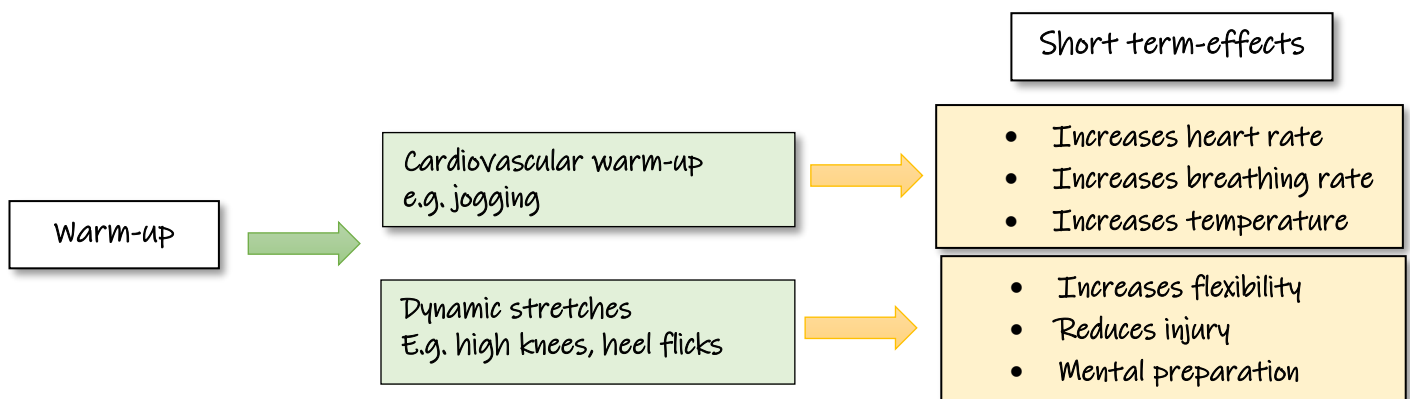 Short term-effects
Warm-up
Cardiovascular warm-up
e.g. jogging
• Increases heart rate
• Increases breathing rate
• Increases temperature
Dynamic stretches
E.g. high knees, heel flicks
• Increases flexibility
• Reduces injury
• Mental preparation